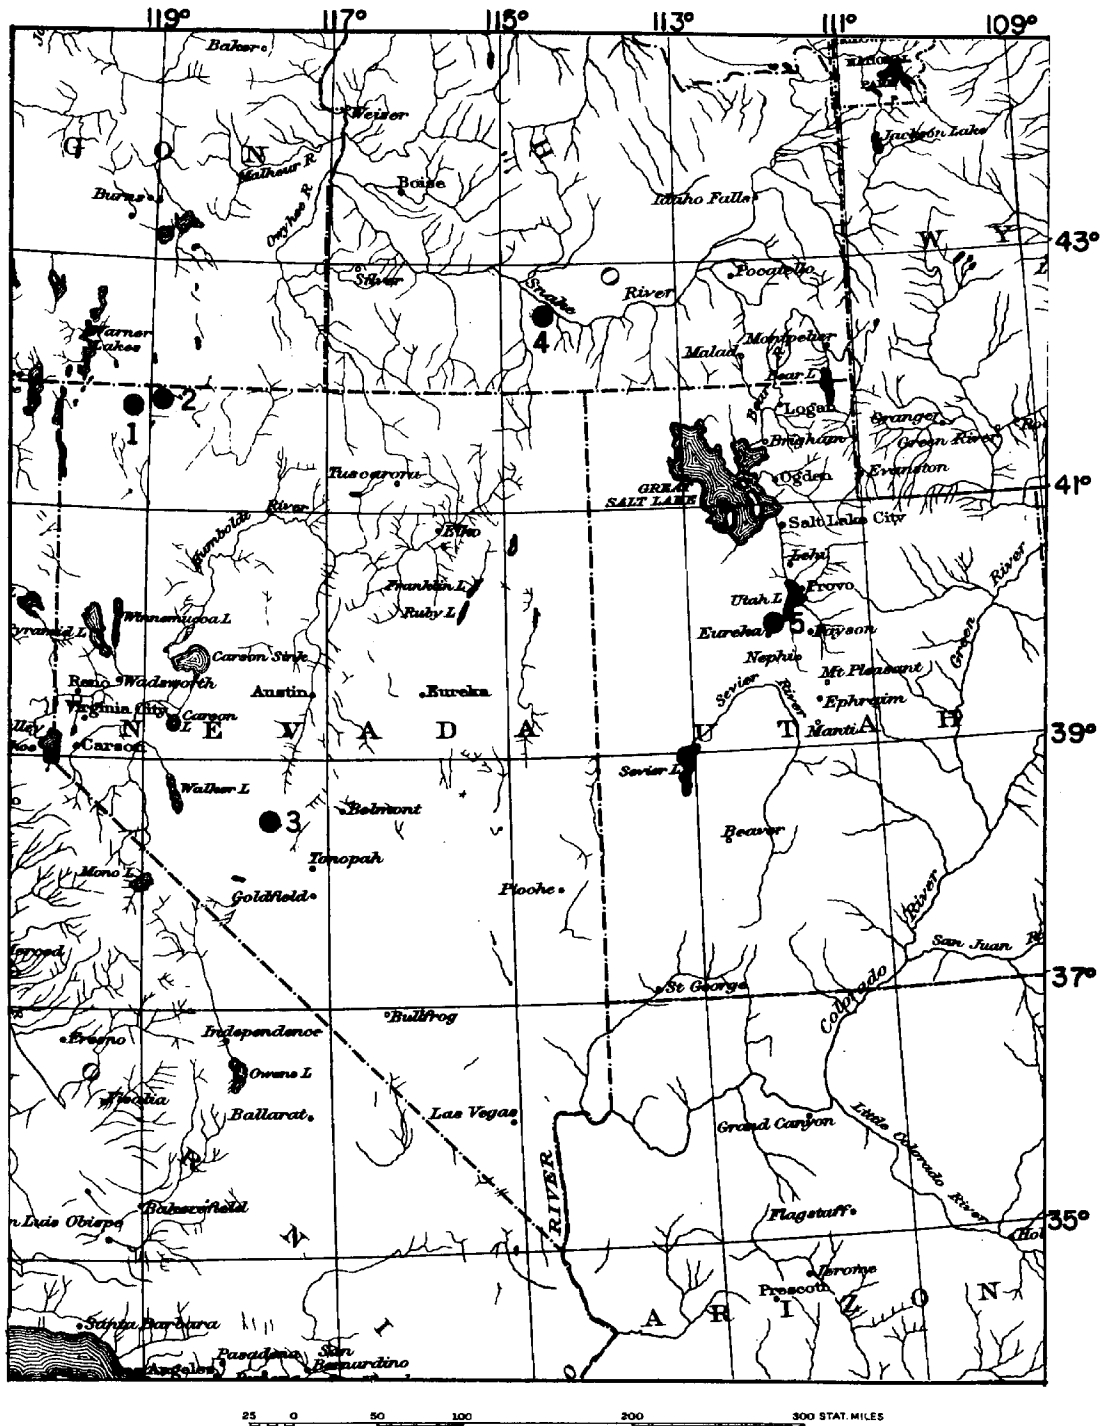 119°
117°
115°
113°
111°
109°
Baker
Weiser
NATIONAL
PARK
Jackson Lake
G O N
Malheur R
H
Burns
Boise
Idaho Falls
Owyhee R
W Y
43°
Silver
Snake
O
River
Pocatello
Warner
Lakes
4
Malad
Montpelier
Bear L
Bear
1
2
Logan
Granger
Green River
Brigham
Evanston
Tuscarora
Ogden
GREAT
SALT LAKE
41°
Humboldt
River
Salt Lake City
Elko
Lehi
River
Franklin L
Ruby L
Utah L
Provo
Winnemucca L
Pyramid L
Eureka
5
Payson
Green
Carson Sink
Nephi
Mt Pleasant
Reno
Wadsworth
Austin
Eureka
Sevier
River
Ephraim
Virginia City
Carson
L
Manti
N E V A D A
U T A H
Carson
39°
Sevier L
Walker L
3
Belmont
Beaver
Tonopah
Mono L
Goldfield
Pioche
River
San Juan
Merced
St George
37°
Colorado
Bullfrog
Independence
Fresno
Owens L
Visalia
Ballarat
Las Vegas
Grand Canyon
Little Colorado River
RIVER
Bakersfield
n Luis Obispo
Flagstaff
35°
Jerome
Prescott
A R I Z O N
Santa Barbara
Pasadena
San
Bernardino
Angeles
25 0 50 100 200 300 STAT. MILES